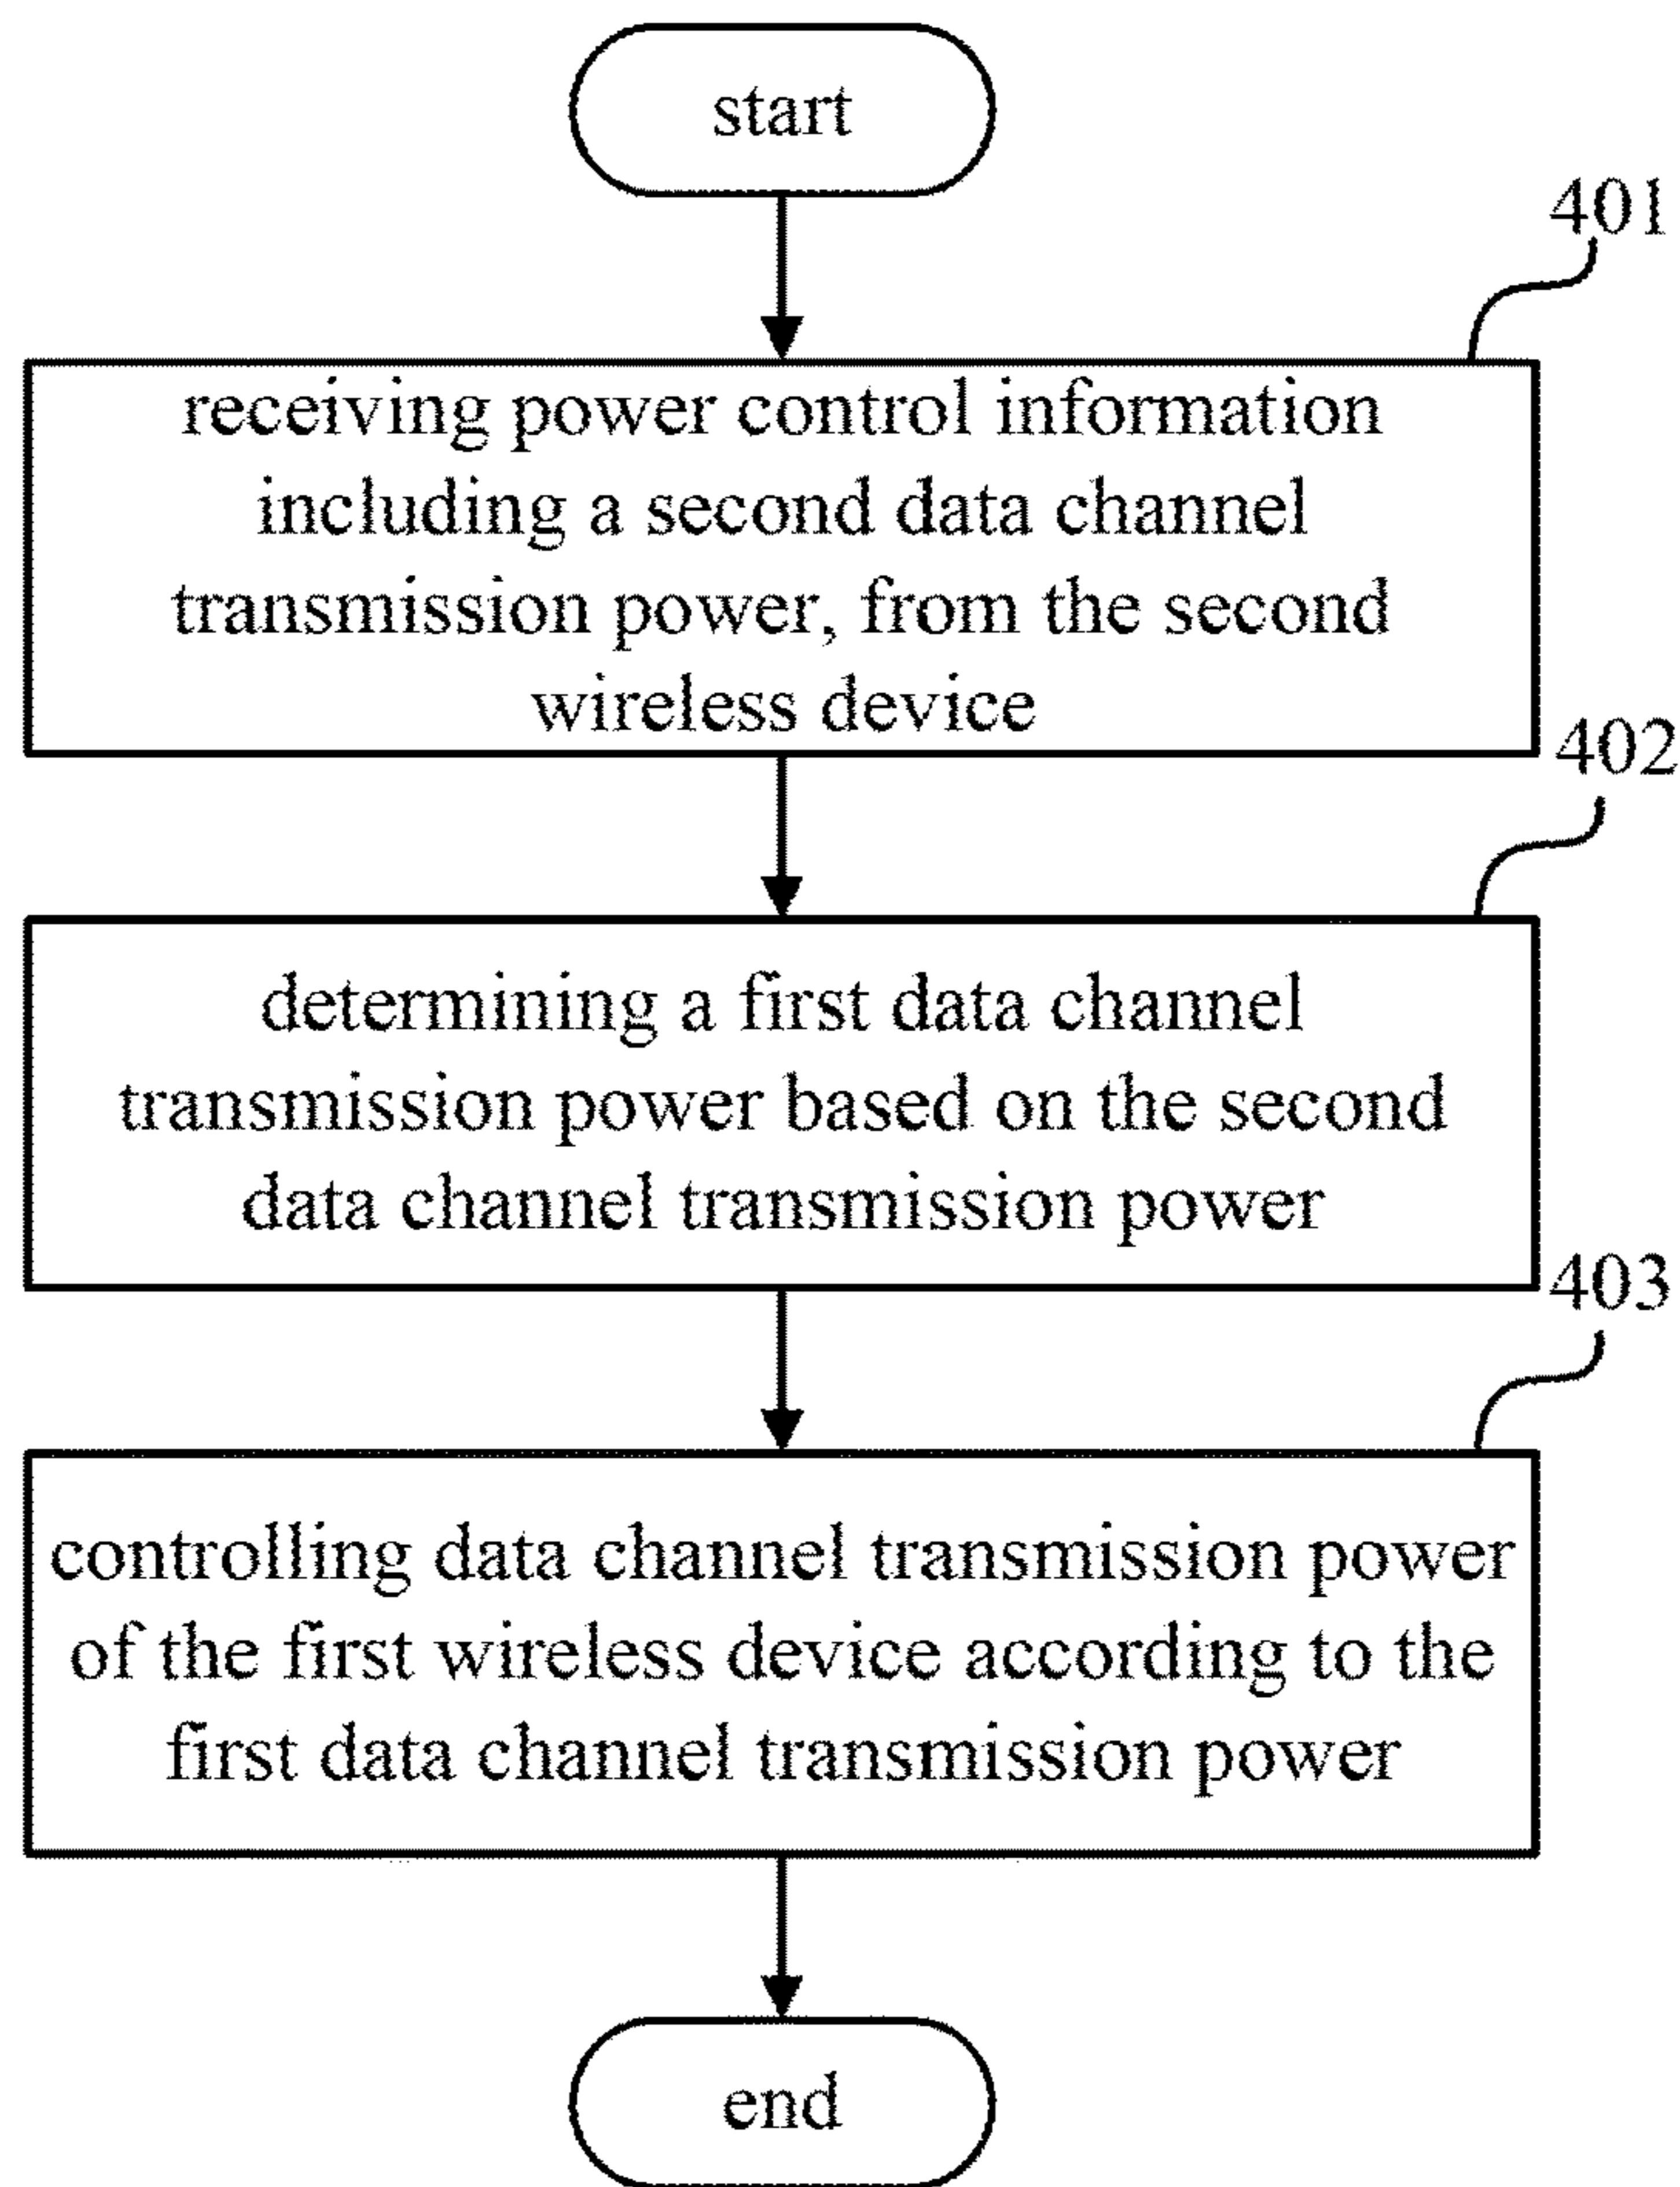 start
401
receiving power control information
including a second data channel
transmission power, from the second
wireless device
402
determining a first data channel
transmission power based on the second
data channel transmission power
403
controlling data channel transmission power
of the first wireless device according to the
first data channel transmission power
end